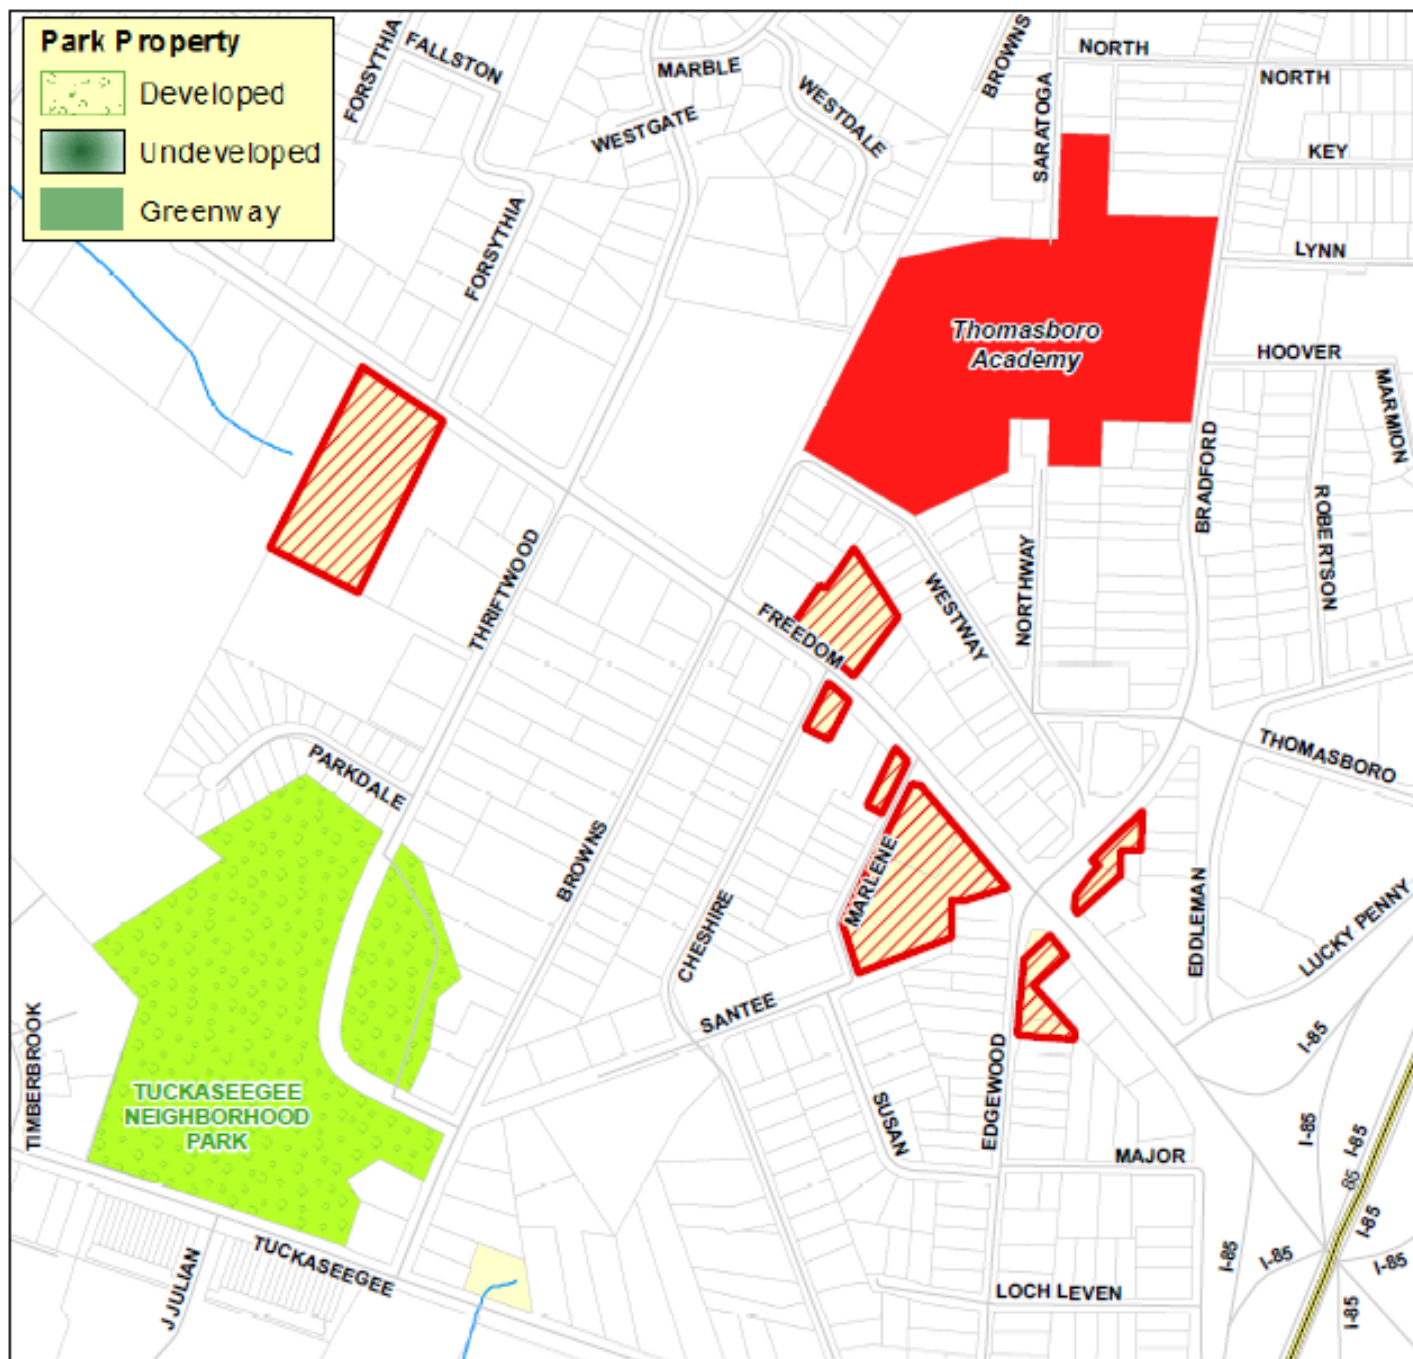 Park Property
Developed
Undeveloped
Greenway
FORSYTHIA
FALLSTON
MARBLE
WESTGATE
WESTDALE
BROWNS
SARATOGA
NORTH
NORTH
KEY
LYNN
FORSYTHIA
Thomasboro
Academy
HOOVER
MARMION
BRADFORD
ROBERTSON
THRIFTWOOD
FREEDOM
WESTWAY
NORTHWAY
THOMASBORO
PARKDALE
BROWNS
MARLENE
CHESHIRE
EDDLEMAN
LUCKY PENNY
SANTEE
TIMBERBROOK
TUCKASEEGEE
NEIGHBORHOOD
PARK
SUSAN
EDGEWOOD
MAJOR
I-85
I-85
I-85
85
I-85
I-85
I-85
I-85
I-85
TUCKASEEGEE
J JULIAN
LOCH LEVEN